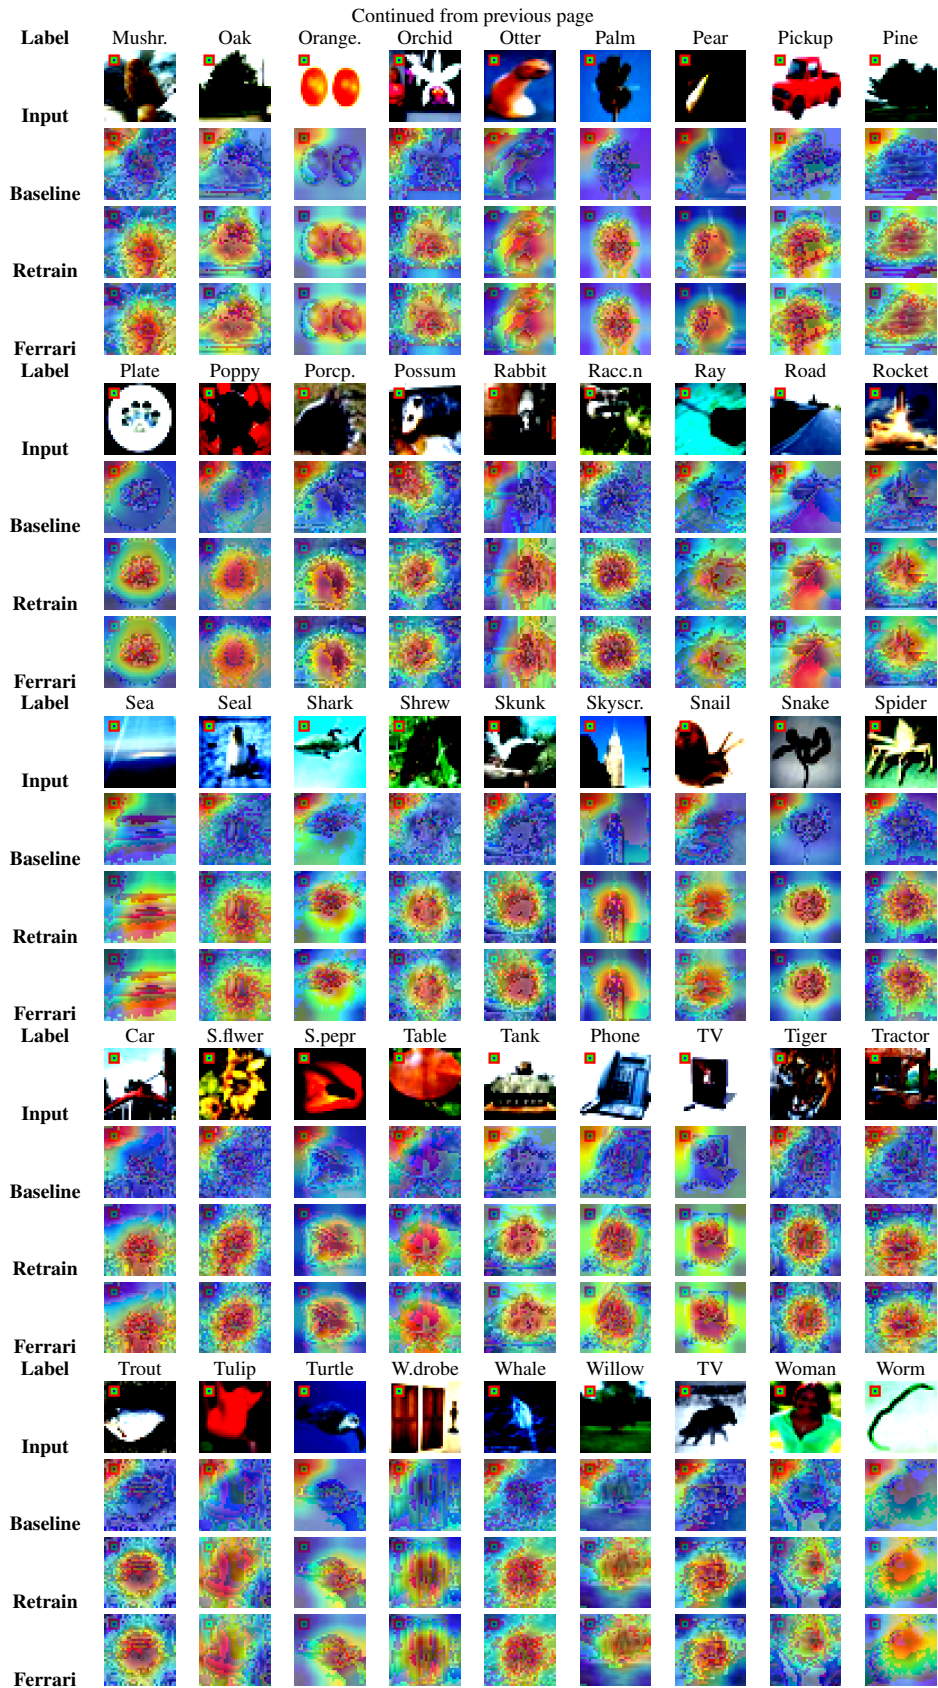 Continued from previous page
Label Mushr. Oak Orange. Orchid Otter Palm Pear Pickup Pine
Input
Baseline
Retrain
Ferrari
Label Plate Poppy Porcp. Possum Rabbit Racc.n Ray Road Rocket
Input
Baseline
Retrain
Ferrari
Label Sea Seal Shark Shrew Skunk Skyscr. Snail Snake Spider
Input
Baseline
Retrain
Ferrari
Label Car S.flwer S.pepr Table Tank Phone TV Tiger Tractor
Input
Baseline
Retrain
Ferrari
Label Trout Tulip Turtle W.drobe Whale Willow TV Woman Worm
Input
Baseline
Retrain
Ferrari